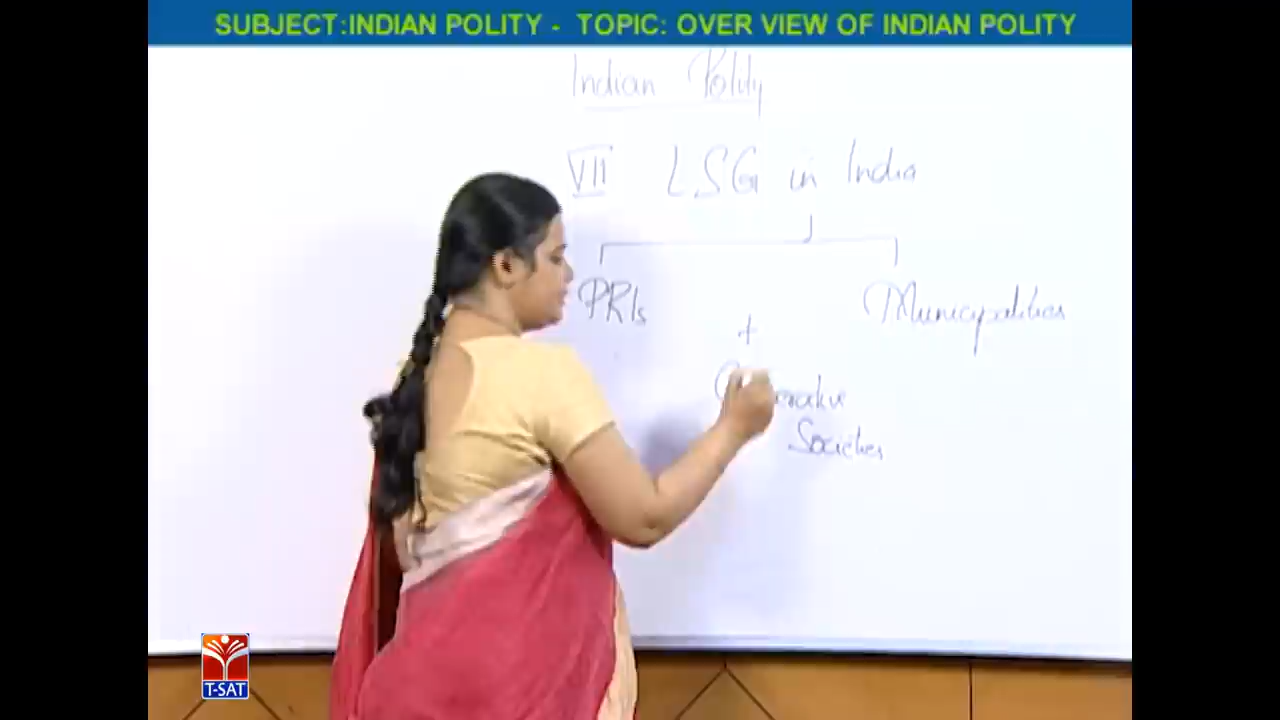 SUBJECT:INDIAN POLITY - TOPIC: OVER VIEW OF INDIAN POLITY
Indian Polity
VII LSG in India
PRIs Municipalities
+
Societies
T-SAT